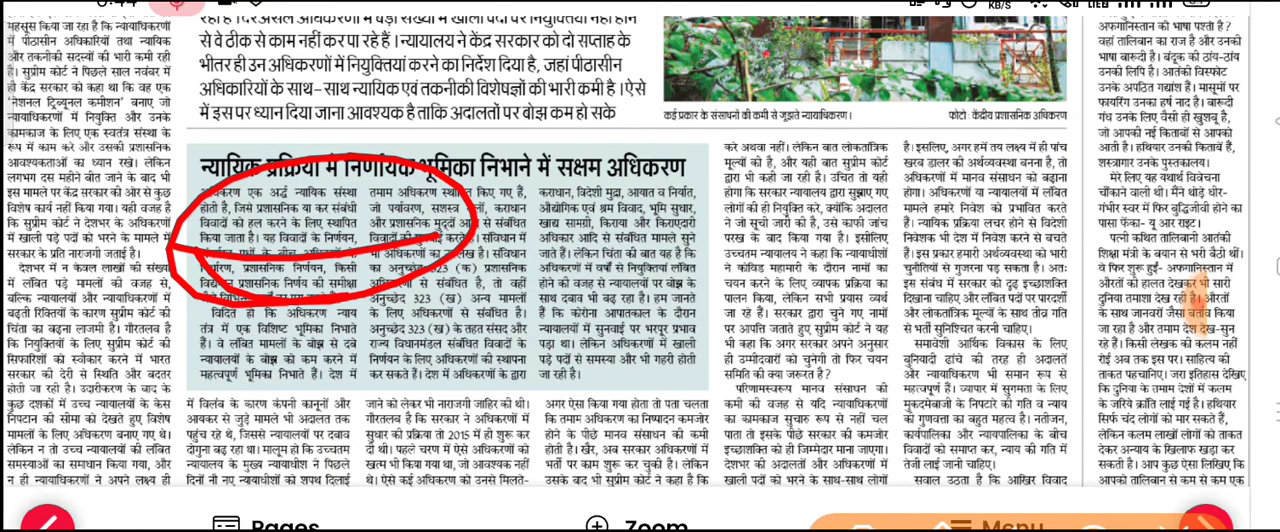 महसूस किया जा रहा है कि न्यायाधिकरणों
में पीठासीन अधिकारियों तथा न्यायिक
और तकनीकी सदस्यों की भारी कमी रही
है। सुप्रीम कोर्ट ने पिछले साल नवंबर में
ही केंद्र सरकार को कहा था कि वह एक
'नेशनल ट्रिब्यूनल कमीशन' बनाए जो
न्यायाधिकरणों में नियुक्ति और उनके
कामकाज के लिए एक स्वतंत्र संस्था के
रूप में काम करे और उसकी प्रशासनिक
आवश्यकताओं का ध्यान रखे। लेकिन
लगभग दस महीने बीत जाने के बाद भी
इस मामले पर केंद्र सरकार की ओर से कुछ
विशेष कार्य नहीं किया गया। यही वजह है
कि सुप्रीम कोर्ट ने देशभर के अधिकरणों
में खाली पड़े पदों को भरने के मामले में
सरकार के प्रति नाराजगी जताई है।
देशभर में न केवल लाखों की संख्या
में लंबित पड़े मामलों की वजह से,
बल्कि न्यायालयों और न्यायाधिकरणों में
बढ़ती रिक्तियों के कारण सुप्रीम कोर्ट की
चिंता का बढ़ना लाजमी है। गौरतलब है
कि नियुक्तियों के लिए सुप्रीम कोर्ट की
सिफारिशों को स्वीकार करने में भारत
सरकार की देरी से स्थिति और बदतर
होती जा रही है। उदारीकरण के बाद के
कुछ दशकों में उच्च न्यायालयों के केस
निपटान की सीमा को देखते हुए विशेष
मामलों के लिए अधिकरण बनाए गए थे।
लेकिन न तो उच्च न्यायालयों की लंबित
समस्याओं का समाधान किया गया, और
न ही न्यायाधिकरणों ने अपने लक्ष्य ही
रही है। दरअसल अधिकरणों में बड़ी संख्या में खाली पदों पर नियुक्तियां नहीं होने
से वे ठीक से काम नहीं कर पा रहे हैं। न्यायालय ने केंद्र सरकार को दो सप्ताह के
भीतर ही उन अधिकरणों में नियुक्तियां करने का निर्देश दिया है, जहां पीठासीन
अधिकारियों के साथ-साथ न्यायिक एवं तकनीकी विशेषज्ञों की भारी कमी है। ऐसे
में इस पर ध्यान दिया जाना आवश्यक है ताकि अदालतों पर बोझ कम हो सके
कई प्रकार के संसाधनों की कमी से जूझते न्यायाधिकरण। फोटो: केंद्रीय प्रशासनिक अधिकरण
न्यायिक प्रक्रिया में निर्णायक भूमिका निभाने में सक्षम अधिकरण
अधिकरण एक अर्द्ध न्यायिक संस्था
होती है, जिसे प्रशासनिक या कर संबंधी
विवादों को हल करने के लिए स्थापित
किया जाता है। यह विवादों के निर्णयन,
के बीच
निर्धारण, प्रशासनिक निर्णयन, किसी
विद्यमान प्रशासनिक निर्णय की समीक्षा
विदित हो कि अधिकरण न्याय
तंत्र में एक विशिष्ट भूमिका निभाते
हैं। वे लंबित मामलों के बोझ से दबे
न्यायालयों के बोझ को कम करने में
महत्वपूर्ण भूमिका निभाते हैं। देश में
तमाम अधिकरण स्थापित किए गए हैं,
जो पर्यावरण, सशस्त्र बलों, कराधान
और प्रशासनिक मुद्दों आदि से संबंधित
विवादों की सुनवाई करते हैं। संविधान में
भी अधिकरणों का उल्लेख है। संविधान
का अनुच्छेद 323 (क) प्रशासनिक
अधिकरणों से संबंधित है, तो वहीं
अनुच्छेद 323 (ख) अन्य मामलों
के लिए अधिकरणों से संबंधित है।
अनुच्छेद 323 (ख) के तहत संसद और
राज्य विधानमंडल संबंधित विवादों के
निर्णयन के लिए अधिकरणों की स्थापना
कर सकते हैं। देश में अधिकरणों के द्वारा
कराधान, विदेशी मुद्रा, आयात व निर्यात,
औद्योगिक एवं श्रम विवाद, भूमि सुधार,
खाद्य सामग्री, किराया और किराएदारी
अधिकार आदि से संबंधित मामले सुने
जाते हैं। लेकिन चिंता की बात यह है कि
अधिकरणों में वर्षों से नियुक्तियां लंबित
होने की वजह से न्यायालयों पर बोझ के
साथ दबाव भी बढ़ रहा है। हम जानते
हैं कि कोरोना आपातकाल के दौरान
न्यायालयों में सुनवाई पर भरपूर प्रभाव
पड़ा था। लेकिन अधिकरणों में खाली
पड़े पदों से समस्या और भी गहरी होती
जा रही है।
में विलंब के कारण कंपनी कानूनों और
आयकर से जुड़े मामले भी अदालत तक
पहुंच रहे थे, जिससे न्यायालयों पर दबाव
दोगुना बढ़ रहा था। मालूम हो कि उच्चतम
न्यायालय के मुख्य न्यायाधीश ने पिछले
दिनों नौ नए न्यायाधीशों को शपथ दिलाई
जाने को लेकर भी नाराजगी जाहिर की थी।
गौरतलब है कि सरकार ने अधिकरणों में
सुधार की प्रक्रिया तो 2015 में ही शुरू कर
दी थी। पहले चरण में ऐसे अधिकरणों को
खत्म भी किया गया था, जो आवश्यक नहीं
थे। ऐसे कई अधिकरण को उनसे मिलते-
अगर ऐसा किया गया होता तो पता चलता
कि तमाम अधिकरण का निष्पादन कमजोर
होने के पीछे मानव संसाधन की कमी
होती है। खैर, अब सरकार अधिकरणों में
भर्ती पर काम शुरू कर चुकी है। लेकिन
उसके बाद भी सुप्रीम कोर्ट ने कहा है कि
करे अथवा नहीं। लेकिन बात लोकतांत्रिक
मूल्यों की है, और यही बात सुप्रीम कोर्ट
द्वारा भी कही जा रही है। उचित तो यही
होगा कि सरकार न्यायालय द्वारा सुझाए गए
लोगों की ही नियुक्ति करे, क्योंकि अदालत
ने जो सूची जारी की है, उसे काफी जांच
परख के बाद किया गया है। इसीलिए
उच्चतम न्यायालय ने कहा कि न्यायाधीशों
ने कोविड महामारी के दौरान नामों का
चयन करने के लिए व्यापक प्रक्रिया का
पालन किया, लेकिन सभी प्रयास व्यर्थ
जा रहे हैं। सरकार द्वारा चुने गए नामों
पर आपत्ति जताते हुए सुप्रीम कोर्ट ने यह
भी कहा कि अगर सरकार अपने अनुसार
ही उम्मीदवारों को चुनेगी तो फिर चयन
समिति की क्या जरूरत है?
परिणामस्वरूप मानव संसाधन की
कमी की वजह से यदि न्यायाधिकरणों
का कामकाज सुचारु रूप से नहीं चल
पाता तो इसके पीछे सरकार की कमजोर
इच्छाशक्ति को ही जिम्मेदार माना जाएगा।
देशभर की अदालतों और अधिकरणों में
खाली पदों को भरने के साथ-साथ लोगों
है। इसलिए, अगर हमें तय लक्ष्य में ही पांच
खरब डालर की अर्थव्यवस्था बनना है, तो
अधिकरणों में मानव संसाधन को बढ़ाना
होगा। अधिकरणों या न्यायालयों में लंबित
मामले हमारे निवेश को प्रभावित करते
हैं। न्यायिक प्रक्रिया लचर होने से विदेशी
निवेशक भी देश में निवेश करने से बचते
हैं। इस प्रकार हमारी अर्थव्यवस्था को भारी
चुनौतियों से गुजरना पड़ सकता है। अत:
इस संबंध में सरकार को दृढ़ इच्छाशक्ति
दिखाना चाहिए और लंबित पदों पर पारदर्शी
और लोकतांत्रिक मूल्यों के साथ तीव्र गति
से भर्ती सुनिश्चित करनी चाहिए।
समावेशी आर्थिक विकास के लिए
बुनियादी ढांचे की तरह ही अदालतें
और न्यायाधिकरण भी समान रूप से
महत्वपूर्ण हैं। व्यापार में सुगमता के लिए
मुकदमेबाजी के निपटारे की गति व न्याय
की गुणवत्ता का बहुत महत्व है। नतीजन,
कार्यपालिका और न्यायपालिका के बीच
विवादों को समाप्त कर, न्याय की गति में
तेजी लाई जानी चाहिए।
सवाल उठता है कि आखिर विवाद
अफगानिस्तान की भाषा पश्तो है?
वहां तालिबान का राज है और उनकी
भाषा बारूदी है। बंदूक की ठांय-ठांय
उनकी लिपि है। आतंकी विस्फोट
उनके अपठित गद्यांश हैं। मासूमों पर
फायरिंग उनका हर्ष नाद है। बारूदी
गंध उनके लिए वैसी ही खुशबू है,
जो आपकी नई किताबों से आपको
आती है। हथियार उनकी किताबें हैं,
शस्त्रागार उनके पुस्तकालय।
मेरे लिए यह यथार्थ विवेचना
चौंकाने वाली थी। मैंने थोड़े धीर-
गंभीर स्वर में फिर बुद्धिजीवी होने का
पासा फेंका- यू आर राइट।
पत्नी कथित तालिबानी आतंकी
शिक्षा मंत्री के बयान से भरी बैठी थीं।
वे फिर शुरू हुईं- अफगानिस्तान में
औरतों की हालत देखकर भी सारी
दुनिया तमाशा देख रही है। औरतों
के साथ जानवरों जैसा बर्ताव किया
जा रहा है और तमाम देश देख-सुन
रहे हैं। किसी लेखक की कलम नहीं
रोई अब तक इस पर। साहित्य की
ताकत पहचानिए। जरा इतिहास देखिए
कि दुनिया के तमाम देशों में कलम
के जरिये क्रांति लाई गई है। हथियार
सिर्फ चंद लोगों को मार सकते हैं,
लेकिन कलम लाखों लोगों को ताकत
देकर अन्याय के खिलाफ खड़ा कर
सकती है। आप कुछ ऐसा लिखिए कि
आपको तालिबान से कम से कम एक
Pages
Zoom
Menu